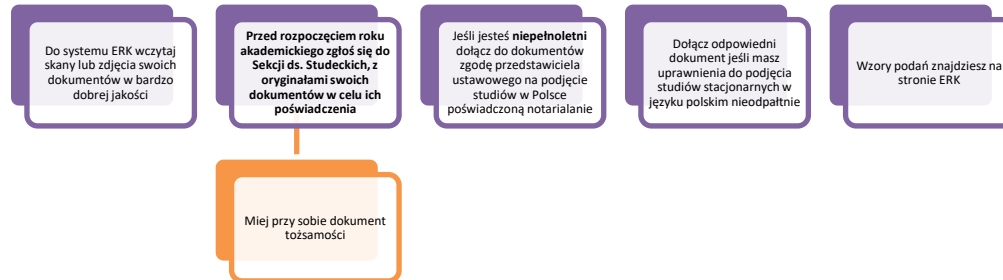 Do systemu ERK wczytaj
skany lub zdjęcia swoich
dokumentów w bardzo
dobrej jakości
Przed rozpoczęciem roku
akademickiego zgłoś się do
Sekcji ds. Studeckich, z
oryginałami swoich
dokumentów w celu ich
poświadczenia
Jeśli jesteś niepełnoletni
dołącz do dokumentów
zgodę przedstawiciela
ustawowego na podjęcie
studiów w Polsce
poświadczoną notarialanie
Dołącz odpowiedni
dokument jeśli masz
uprawnienia do podjęcia
studiów stacjonarnych w
języku polskim nieodpałtnie
Wzory podań znajdziesz na
stronie ERK
Miej przy sobie dokument
tożsamości